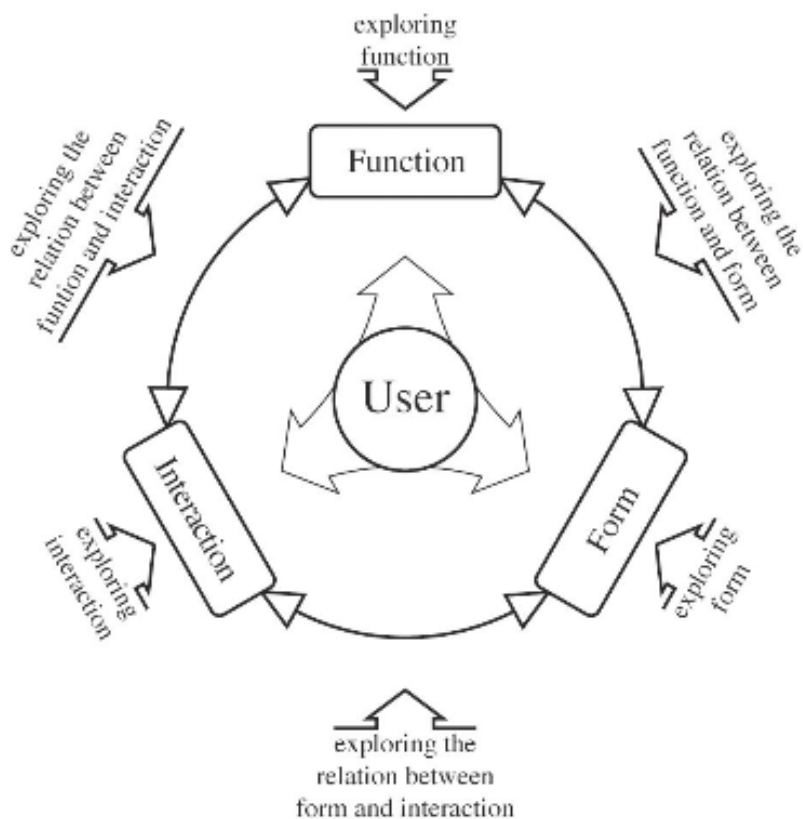 exploring
function
Function
exploring the
relation between
funtion and interaction
exploring the
relation between
function and form
User
Interaction
Form
exploring
interaction
exploring
form
exploring the
relation between
form and interaction